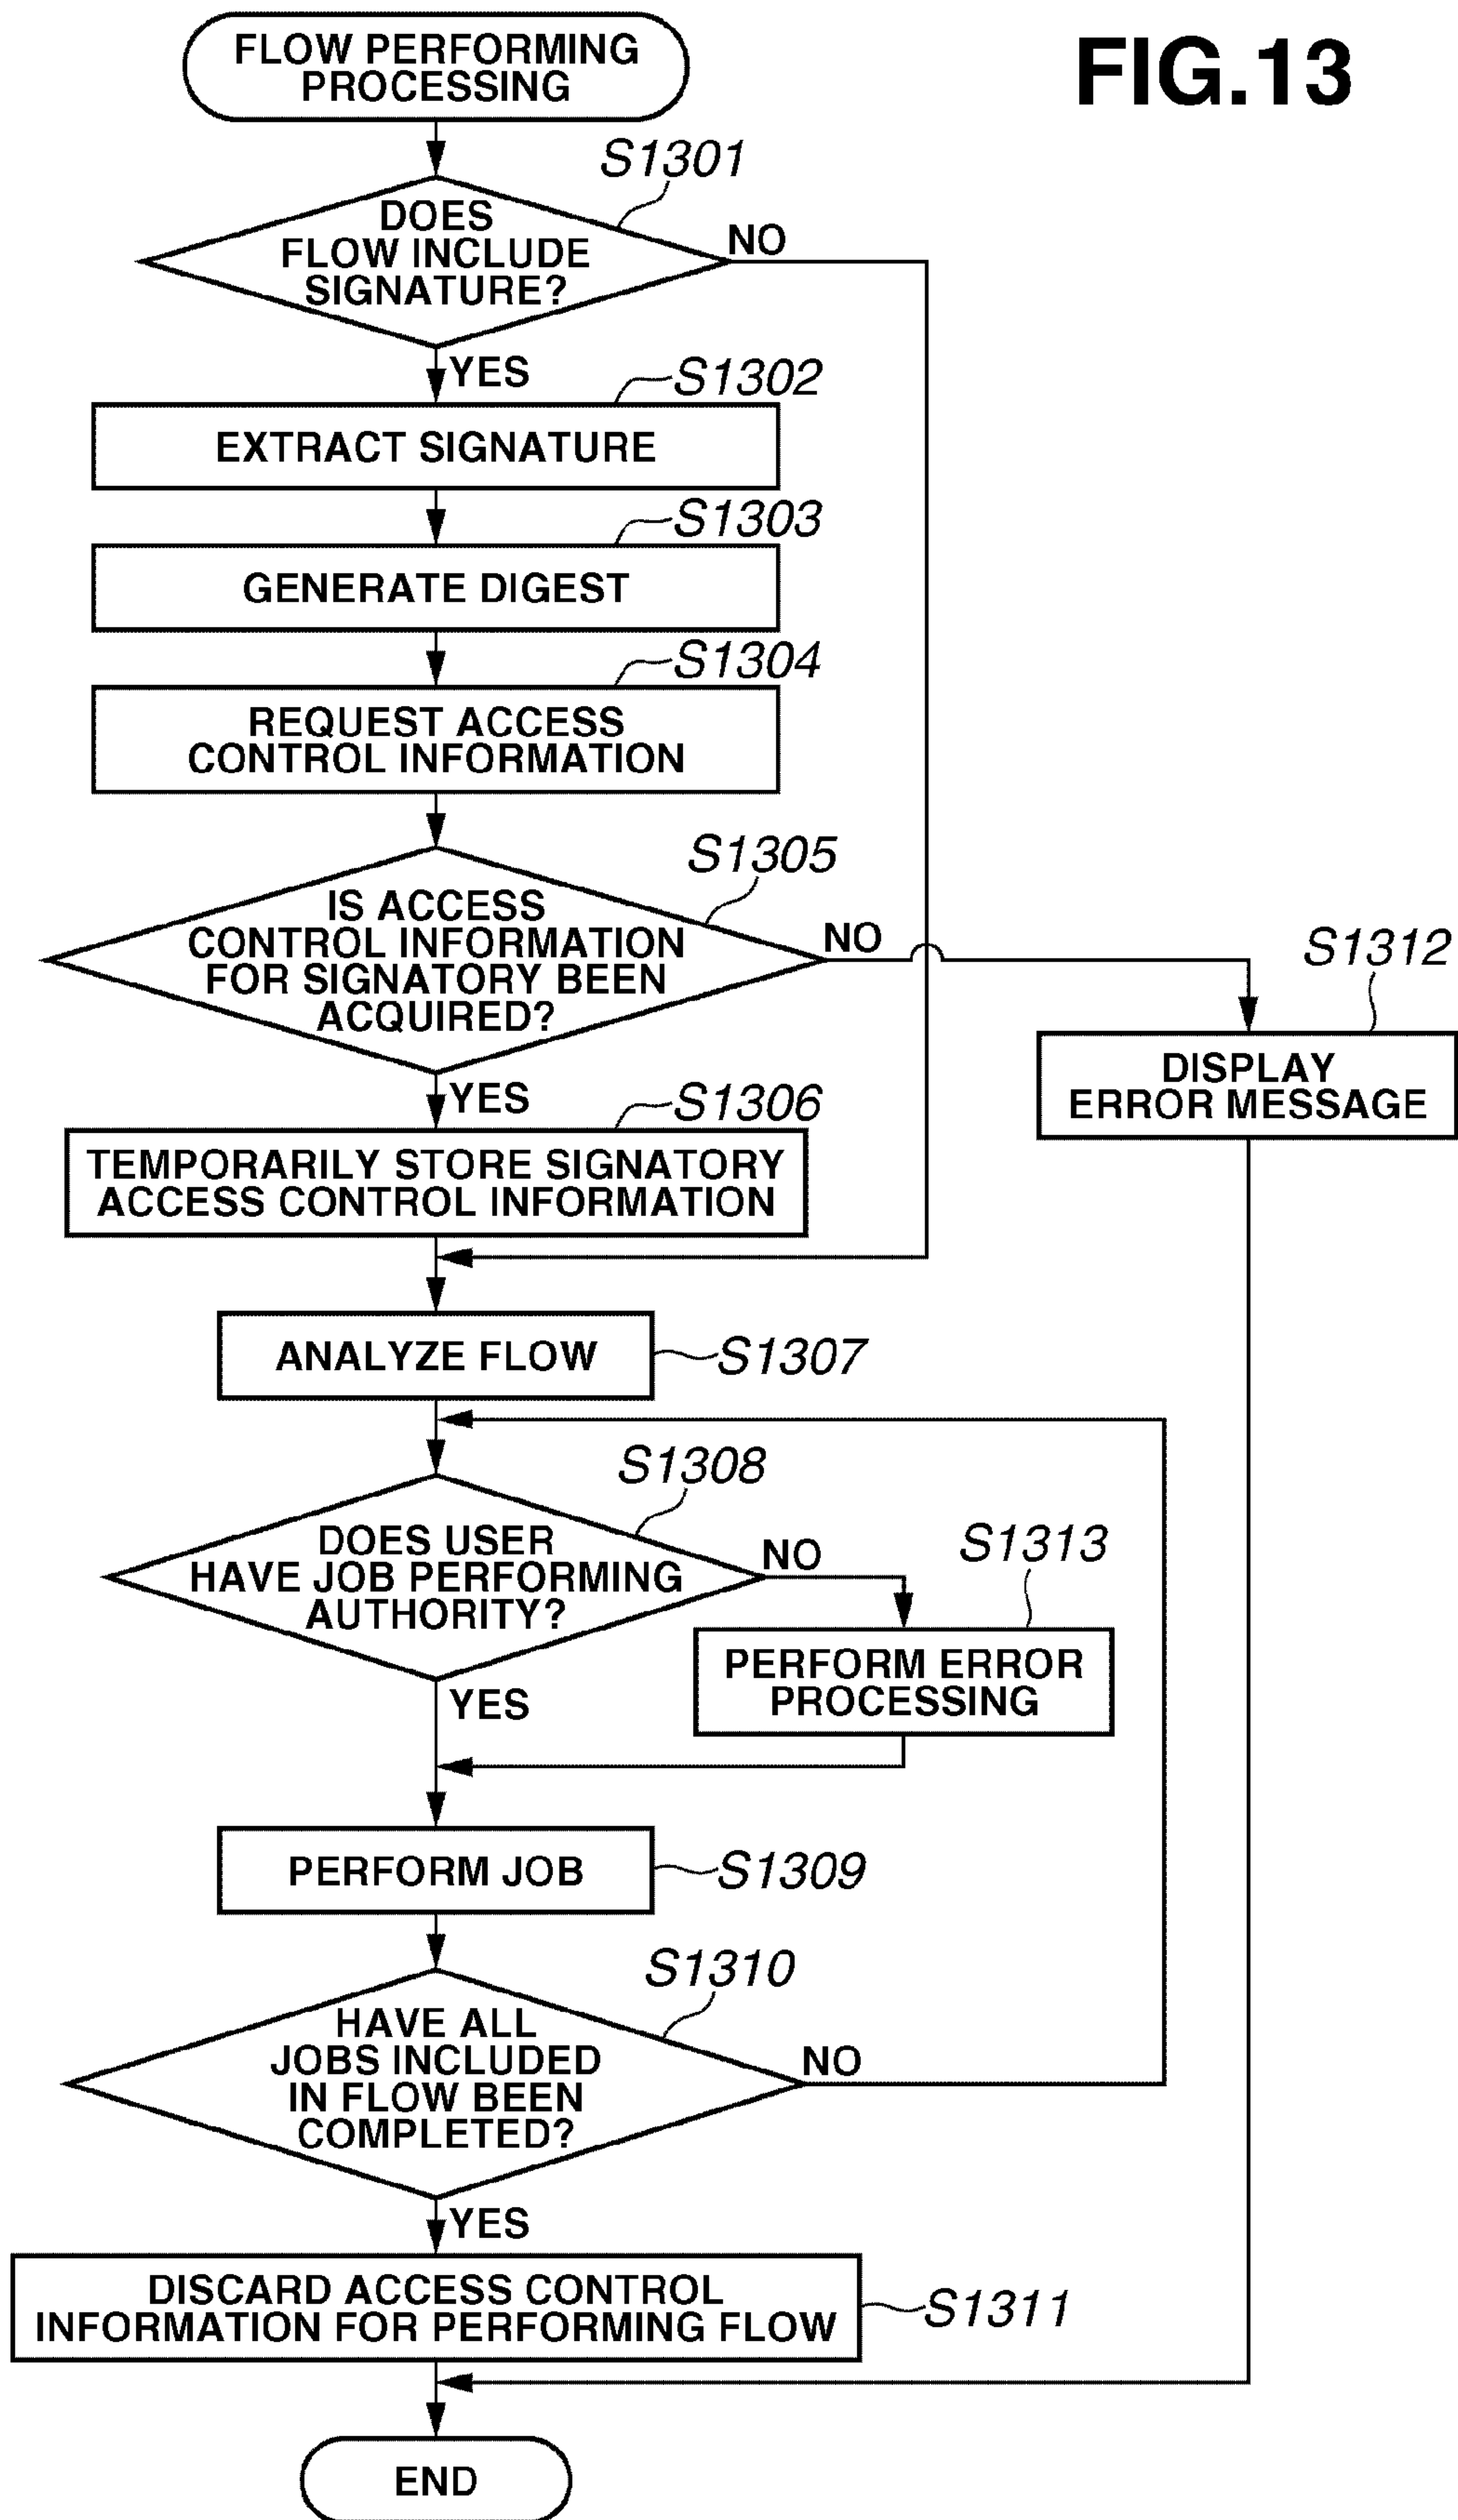 FLOW PERFORMING
PROCESSING
FIG.13
S1301
DOES
FLOW INCLUDE
SIGNATURE?
NO
YES
S1302
EXTRACT SIGNATURE
S1303
GENERATE DIGEST
S1304
REQUEST ACCESS
CONTROL INFORMATION
S1305
IS ACCESS
CONTROL INFORMATION
FOR SIGNATORY BEEN
ACQUIRED?
NO
S1312
DISPLAY
ERROR MESSAGE
YES
S1306
TEMPORARILY STORE SIGNATORY
ACCESS CONTROL INFORMATION
ANALYZE FLOW
S1307
S1308
DOES USER
HAVE JOB PERFORMING
AUTHORITY?
NO
S1313
PERFORM ERROR
PROCESSING
YES
PERFORM JOB
S1309
S1310
HAVE ALL
JOBS INCLUDED
IN FLOW BEEN
COMPLETED?
NO
YES
DISCARD ACCESS CONTROL
INFORMATION FOR PERFORMING FLOW
S1311
END